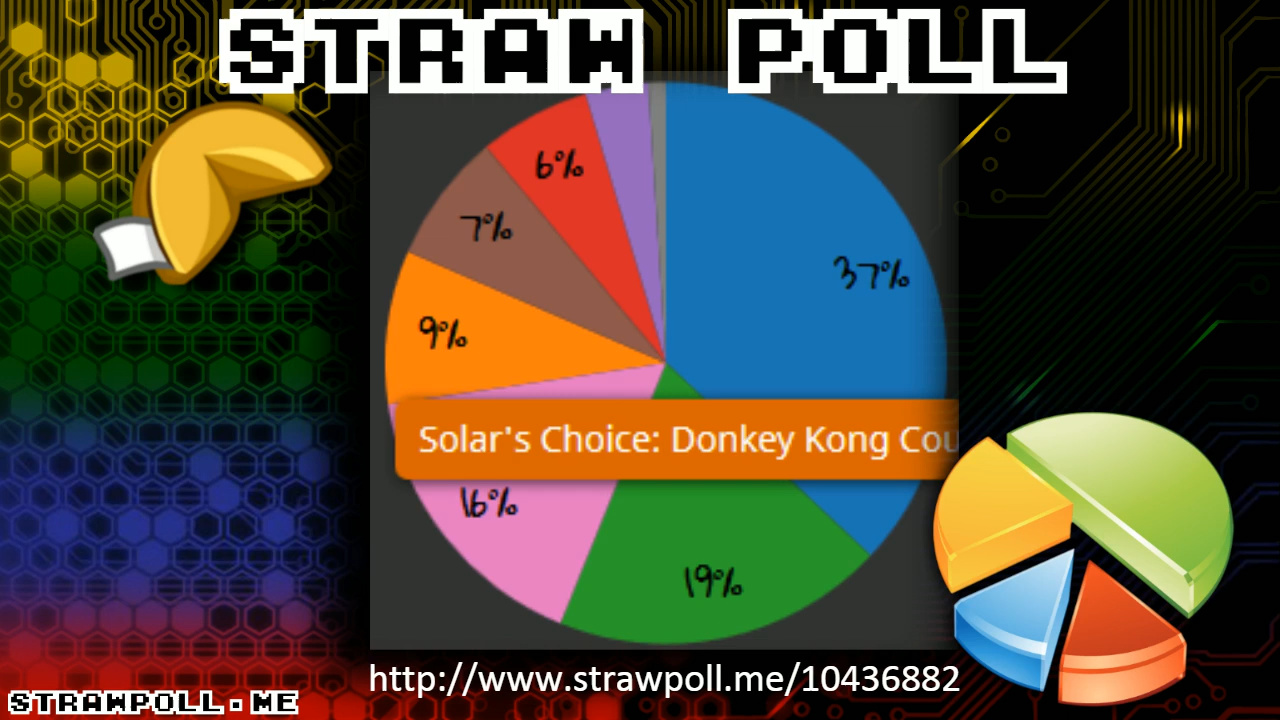 STRAW POLL
6%
7%
37%
9%
Solar's Choice: Donkey Kong Cou
16%
19%
http://www.strawpoll.me/10436882
STRAWPOLL.ME